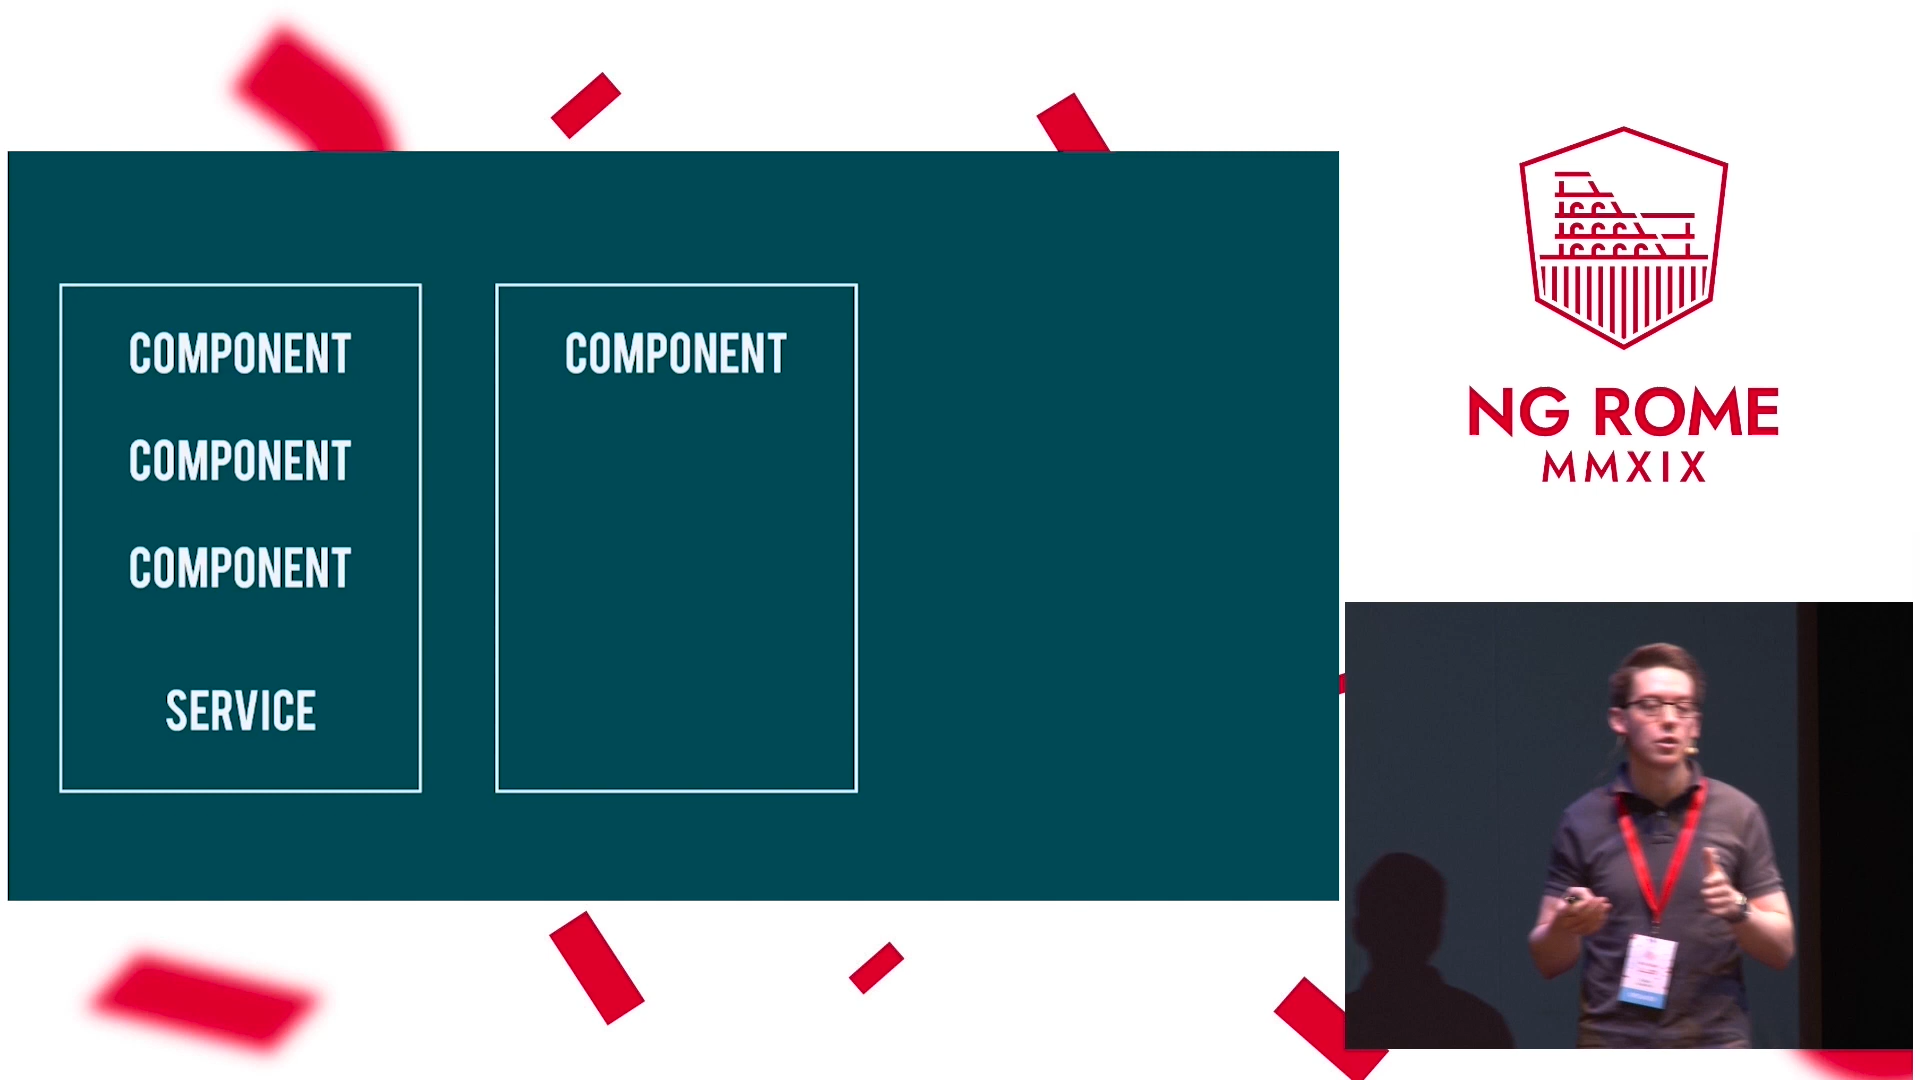 COMPONENT
COMPONENT
COMPONENT
SERVICE
COMPONENT
NG ROME
MMXIX